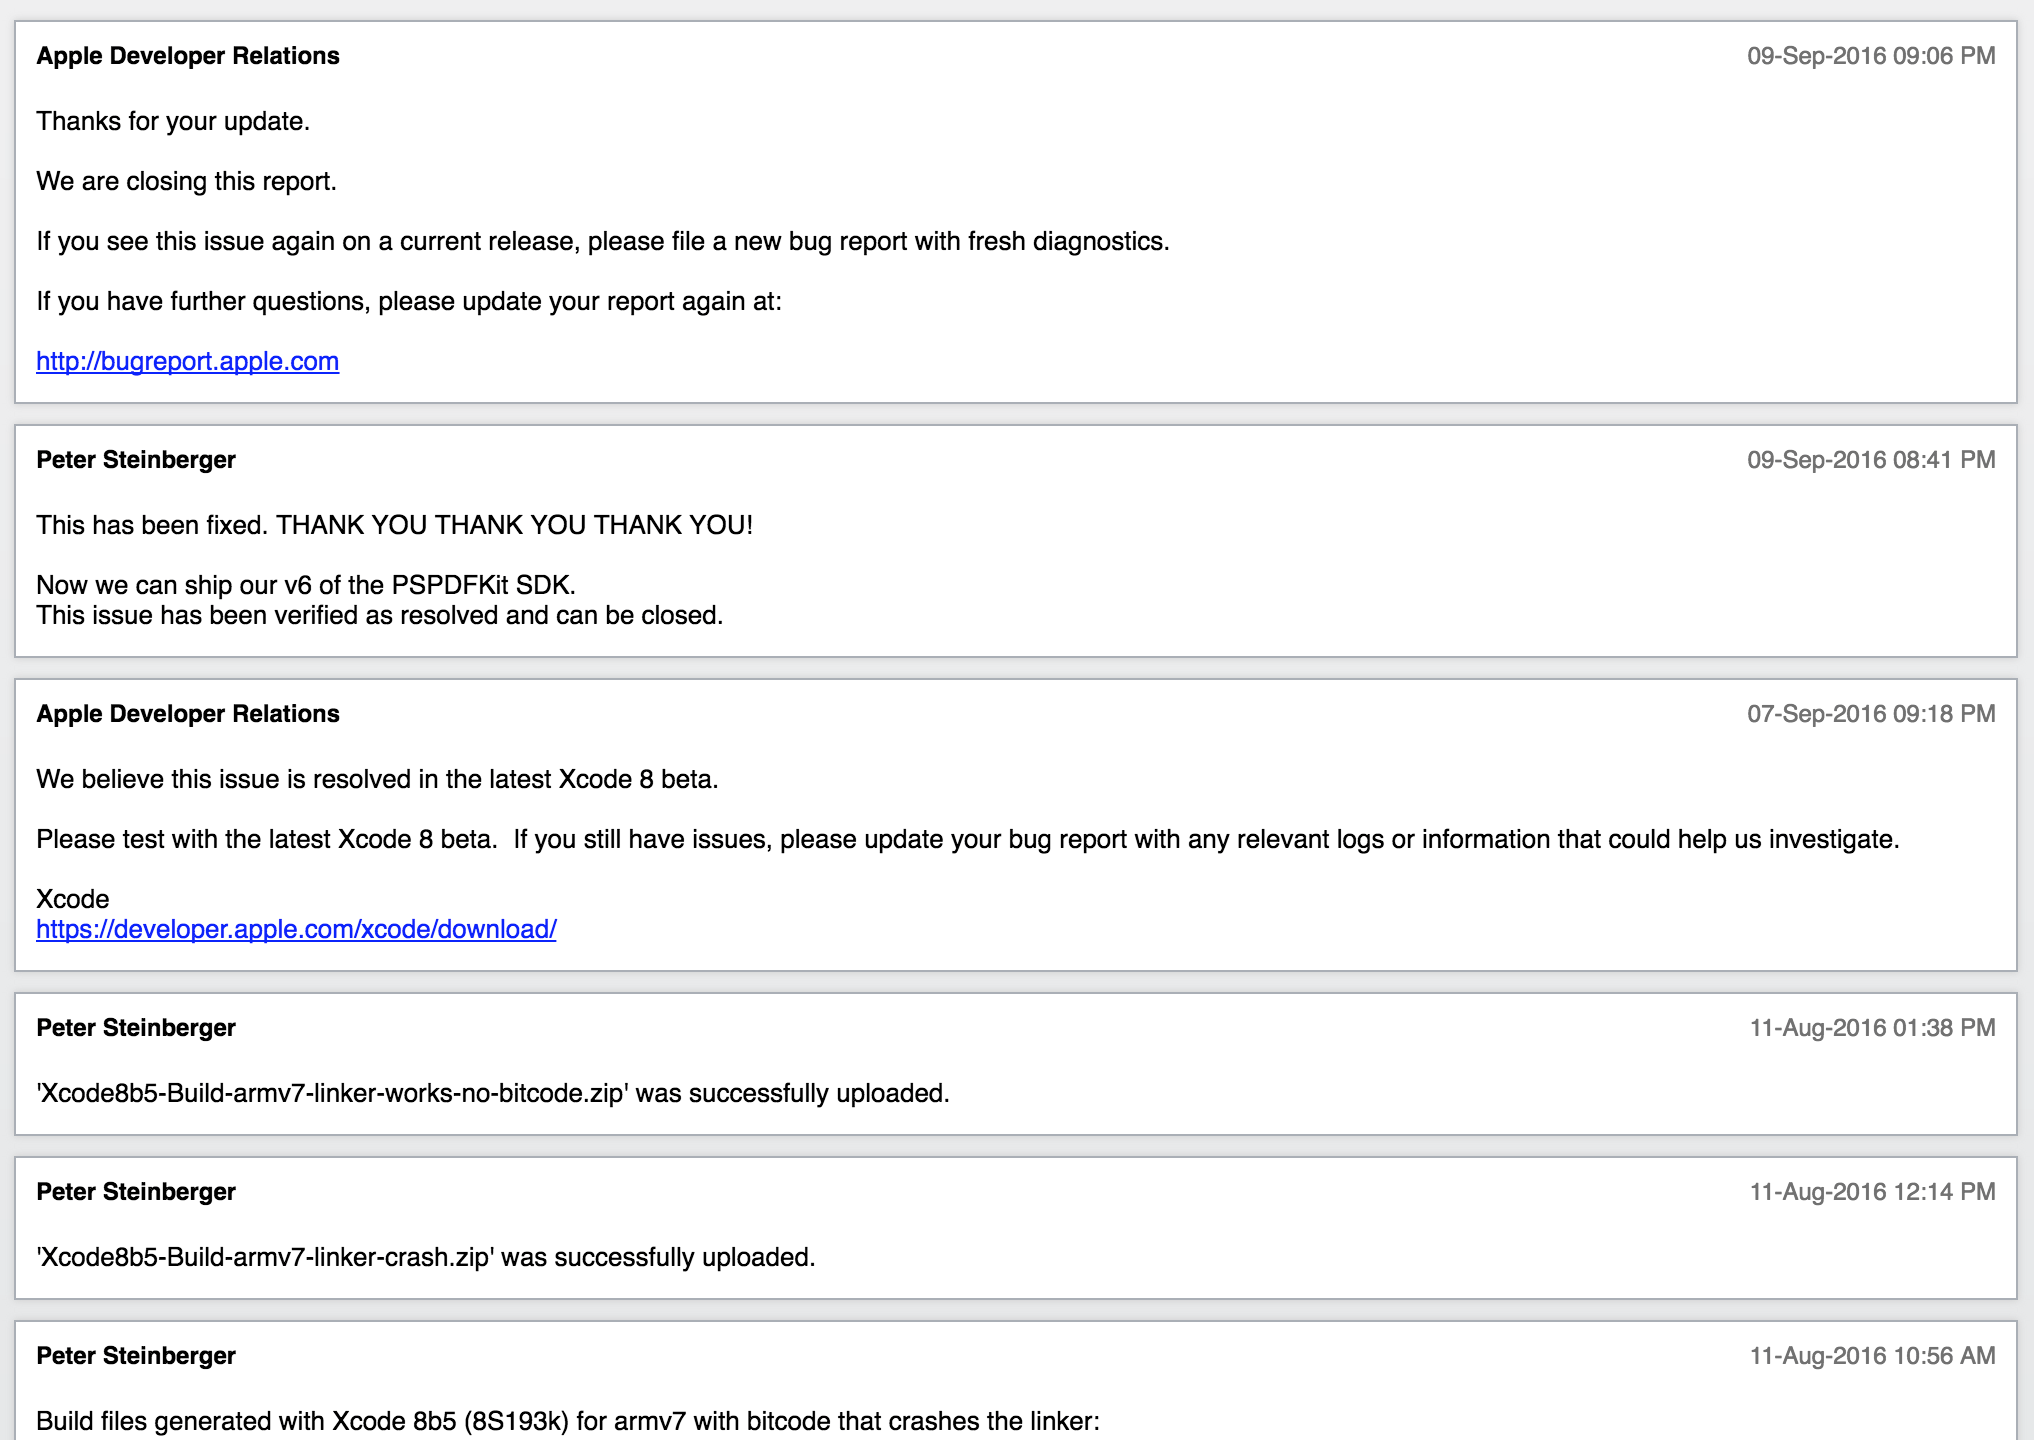 Apple Developer Relations 09-Sep-2016 09:06 PM
Thanks for your update.
We are closing this report.
If you see this issue again on a current release, please file a new bug report with fresh diagnostics.
If you have further questions, please update your report again at:
http://bugreport.apple.com
Peter Steinberger 09-Sep-2016 08:41 PM
This has been fixed. THANK YOU THANK YOU THANK YOU!
Now we can ship our v6 of the PSPDFKit SDK.
This issue has been verified as resolved and can be closed.
Apple Developer Relations 07-Sep-2016 09:18 PM
We believe this issue is resolved in the latest Xcode 8 beta.
Please test with the latest Xcode 8 beta.  If you still have issues, please update your bug report with any relevant logs or information that could help us investigate.
Xcode
https://developer.apple.com/xcode/download/
Peter Steinberger 11-Aug-2016 01:38 PM
'Xcode8b5-Build-armv7-linker-works-no-bitcode.zip' was successfully uploaded.
Peter Steinberger 11-Aug-2016 12:14 PM
'Xcode8b5-Build-armv7-linker-crash.zip' was successfully uploaded.
Peter Steinberger 11-Aug-2016 10:56 AM
Build files generated with Xcode 8b5 (8S193k) for armv7 with bitcode that crashes the linker: